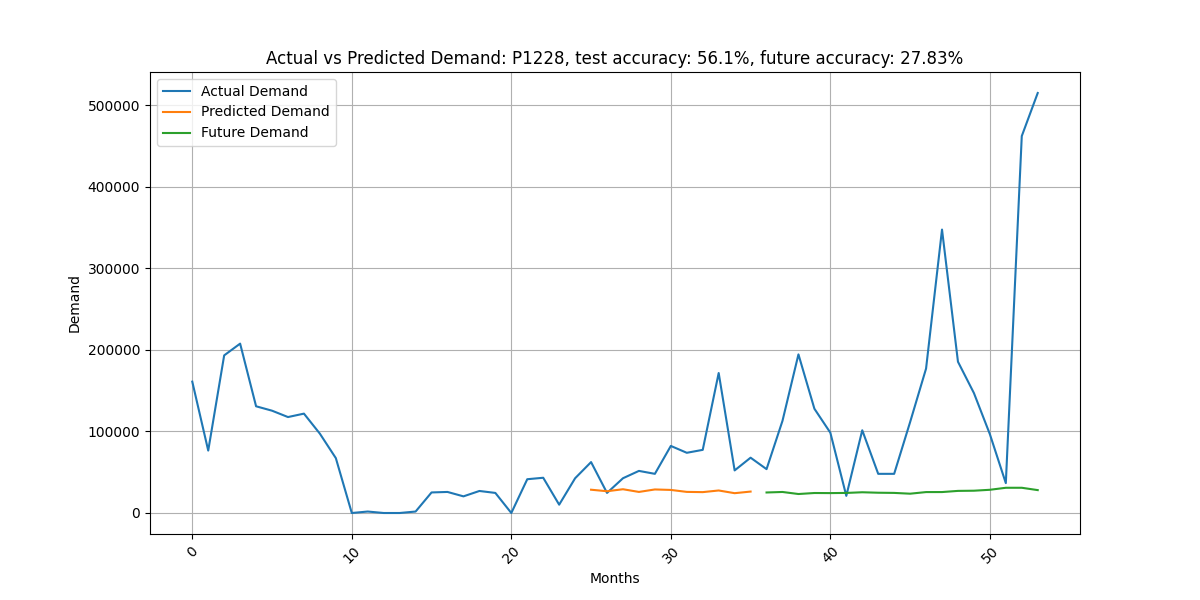 Actual vs Predicted Demand: P1228, test accuracy: 56.1%, future accuracy: 27.83%
Actual Demand
Predicted Demand
Future Demand
500000
400000
300000
200000
100000
0
Demand
0
10
20
30
40
50
Months